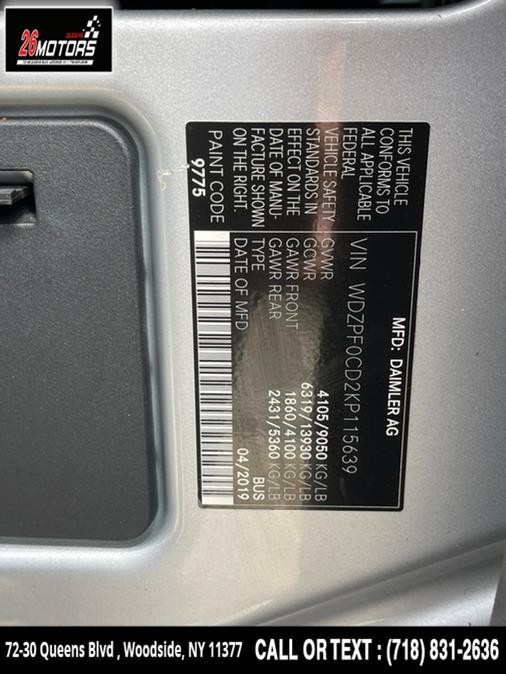 QUEENS
26
MOTORS
MFD: DAIMLER AG
VIN WDZPF0CD2KP115639
THIS VEHICLE
CONFORMS TO
ALL APPLICABLE
FEDERAL
VEHICLE SAFETY
STANDARDS IN
EFFECT ON THE
DATE OF MANU-
FACTURE SHOWN
ON THE RIGHT.
GVWR 4105/9050 KG/LB
GCWR 6319/13930 KG/LB
GAWR FRONT 1860/4100 KG/LB
GAWR REAR 2431/5360 KG/LB
TYPE BUS
DATE OF MFD 04/2019
PAINT CODE
9775
72-30 Queens Blvd , Woodside, NY 11377 CALL OR TEXT : (718) 831-2636